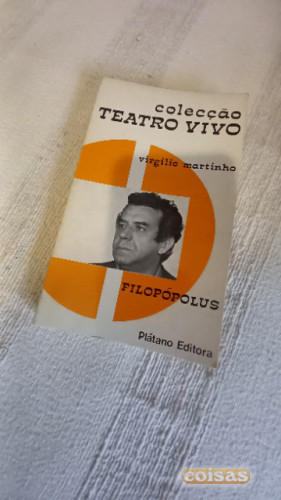 colecção
TEATRO VIVO
virgílio martinho
FILOPÓPOLUS
Plátano Editora
coisas